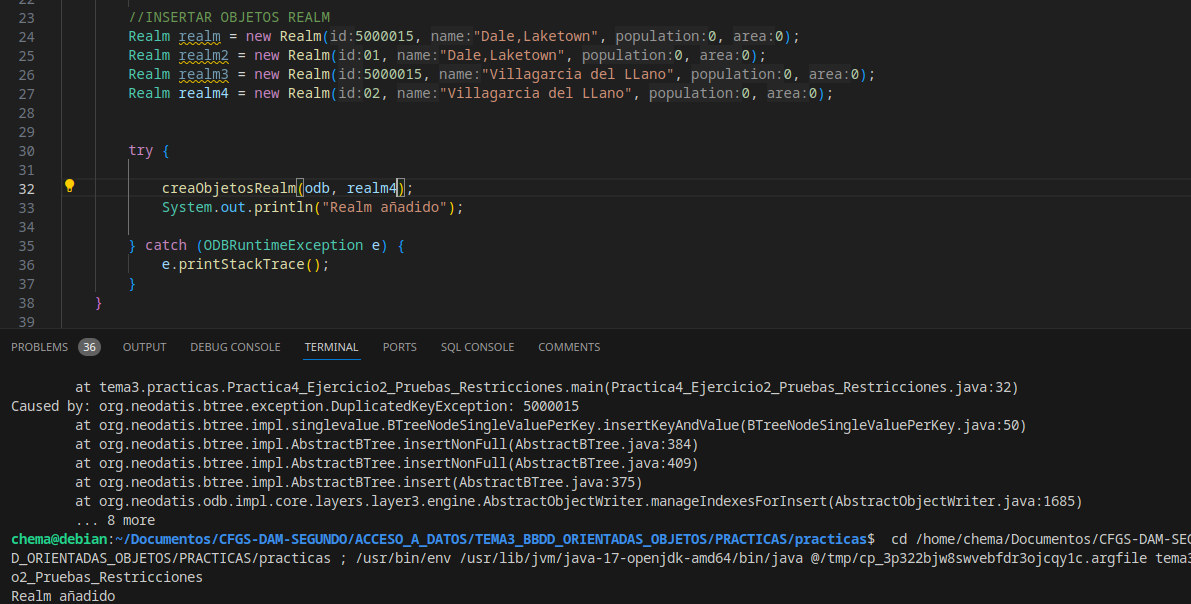 22
23 //INSERTAR OBJETOS REALM
24 Realm realm = new Realm(id:5000015, name:"Dale,Laketown", population:0, area:0);
25 Realm realm2 = new Realm(id:01, name:"Dale,Laketown", population:0, area:0);
26 Realm realm3 = new Realm(id:5000015, name:"Villagarcia del LLano", population:0, area:0);
27 Realm realm4 = new Realm(id:02, name:"Villagarcia del LLano", population:0, area:0);
28
29
30 try {
31
32 creaObjetosRealm(odb, realm4);
33 System.out.println("Realm añadido");
34
35 } catch (ODBRuntimeException e) {
36 e.printStackTrace();
37 }
38 }
39
PROBLEMS 36 OUTPUT DEBUG CONSOLE TERMINAL PORTS SQL CONSOLE COMMENTS
at tema3.practicas.Practica4_Ejercicio2_Pruebas_Restricciones.main(Practica4_Ejercicio2_Pruebas_Restricciones.java:32)
Caused by: org.neodatis.btree.exception.DuplicatedKeyException: 5000015
at org.neodatis.btree.impl.singlevalue.BTreeNodeSingleValuePerKey.insertKeyAndValue(BTreeNodeSingleValuePerKey.java:50)
at org.neodatis.btree.impl.AbstractBTree.insertNonFull(AbstractBTree.java:384)
at org.neodatis.btree.impl.AbstractBTree.insertNonFull(AbstractBTree.java:409)
at org.neodatis.btree.impl.AbstractBTree.insert(AbstractBTree.java:375)
at org.neodatis.odb.impl.core.layers.layer3.engine.AbstractObjectWriter.manageIndexesForInsert(AbstractObjectWriter.java:1685)
... 8 more
chema@debian:~/Documentos/CFGS-DAM-SEGUNDO/ACCESO_A_DATOS/TEMA3_BBDD_ORIENTADAS_OBJETOS/PRACTICAS/practicas$ cd /home/chema/Documentos/CFGS-DAM-SEG
D_ORIENTADAS_OBJETOS/PRACTICAS/practicas ; /usr/bin/env /usr/lib/jvm/java-17-openjdk-amd64/bin/java @/tmp/cp_3p322bjw8swvebfdr3ojcqy1c.argfile tema3
o2_Pruebas_Restricciones
Realm añadido